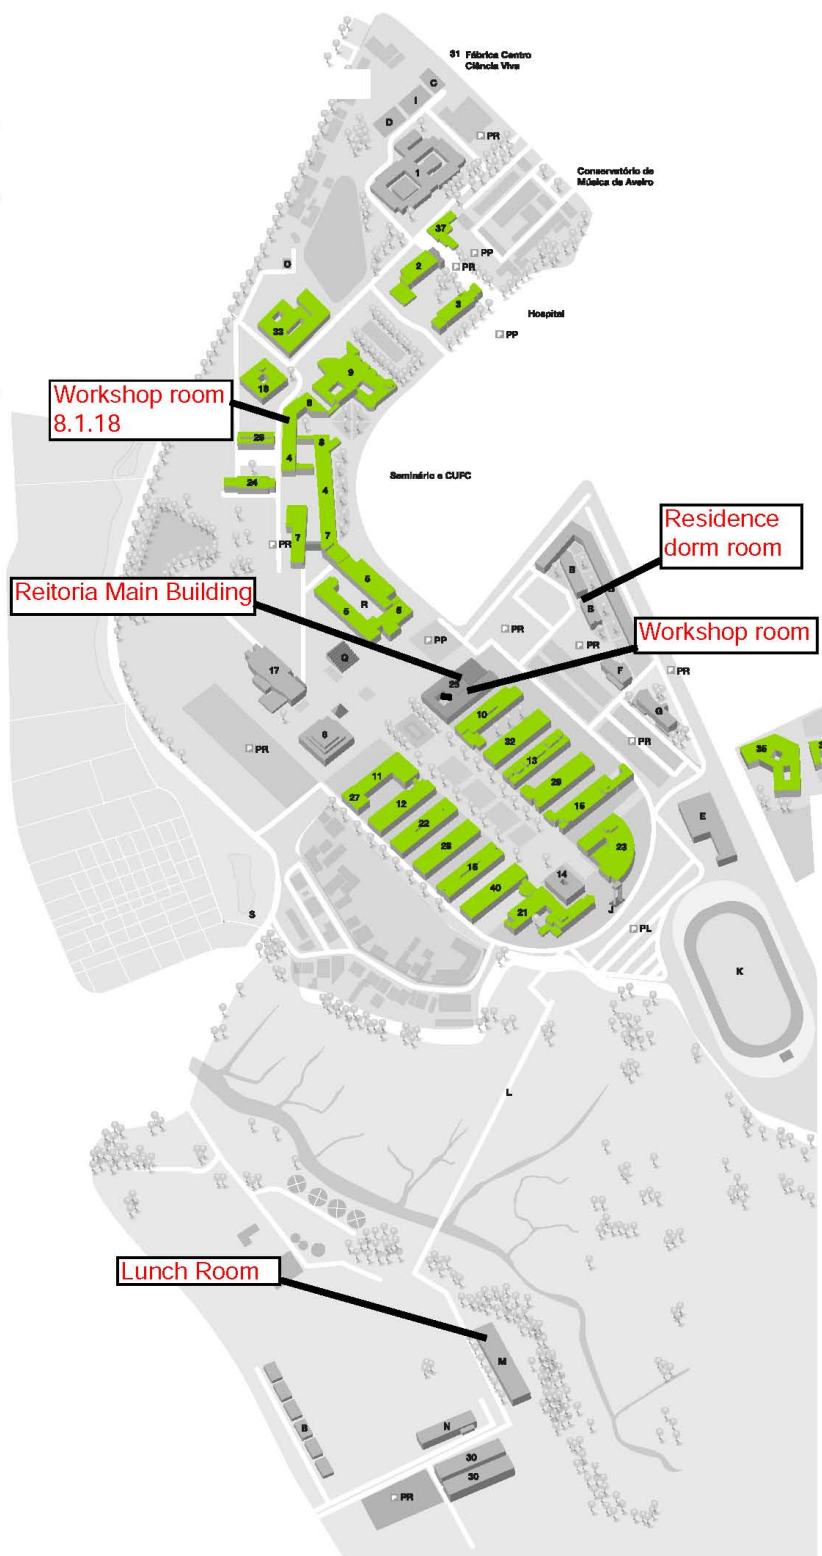 31 Fábrica Centro
Ciência Viva
C
I
D
PR
1
Conservatório de
Música de Aveiro
37
PP
2
PR
O
3
Hospital
33
PP
9
18
Workshop room
8.1.18
8
26
8
4
Seminário e CUFC
24
4
Residence
dorm room
7
7
PR
B
B
B
5
Reitoria Main Building
R
5
6
PR
PP
Workshop room
PR
Q
17
25
F
PR
10
G
6
32
PR
PR
13
35
11
29
27
12
16
E
22
23
28
15
14
40
J
21
S
PL
K
L
Lunch Room
M
B
N
30
30
PR